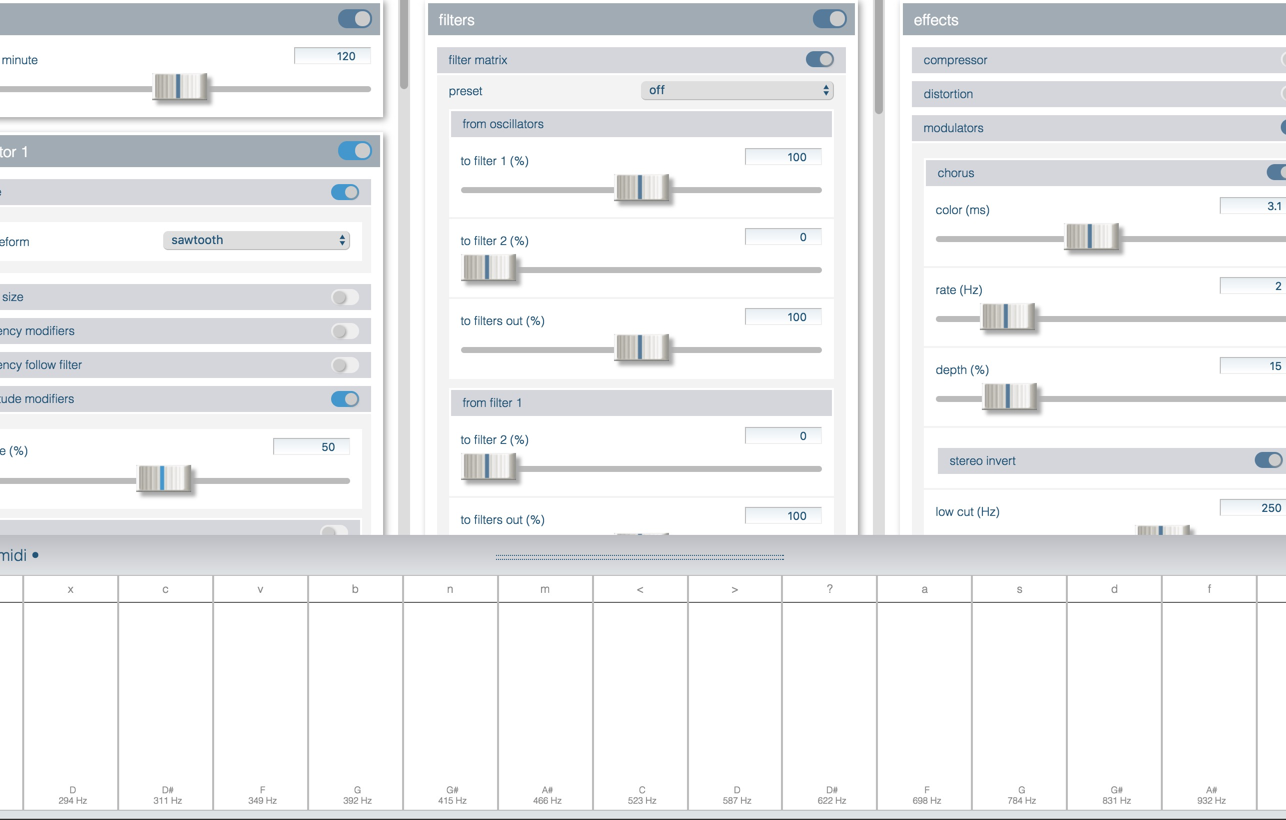 minute
120
tor 1
e
eform
sawtooth
size
ency modifiers
ency follow filter
ude modifiers
e (%)
50
filters
filter matrix
preset
off
from oscillators
to filter 1 (%)
100
to filter 2 (%)
0
to filters out (%)
100
from filter 1
to filter 2 (%)
0
to filters out (%)
100
effects
compressor
distortion
modulators
chorus
color (ms)
3.1
rate (Hz)
2
depth (%)
15
stereo invert
low cut (Hz)
250
midi •
x c v b n m < > ? a s d f
D D# F G G# A# C D D# F G G# A#
294 Hz 311 Hz 349 Hz 392 Hz 415 Hz 466 Hz 523 Hz 587 Hz 622 Hz 698 Hz 784 Hz 831 Hz 932 Hz